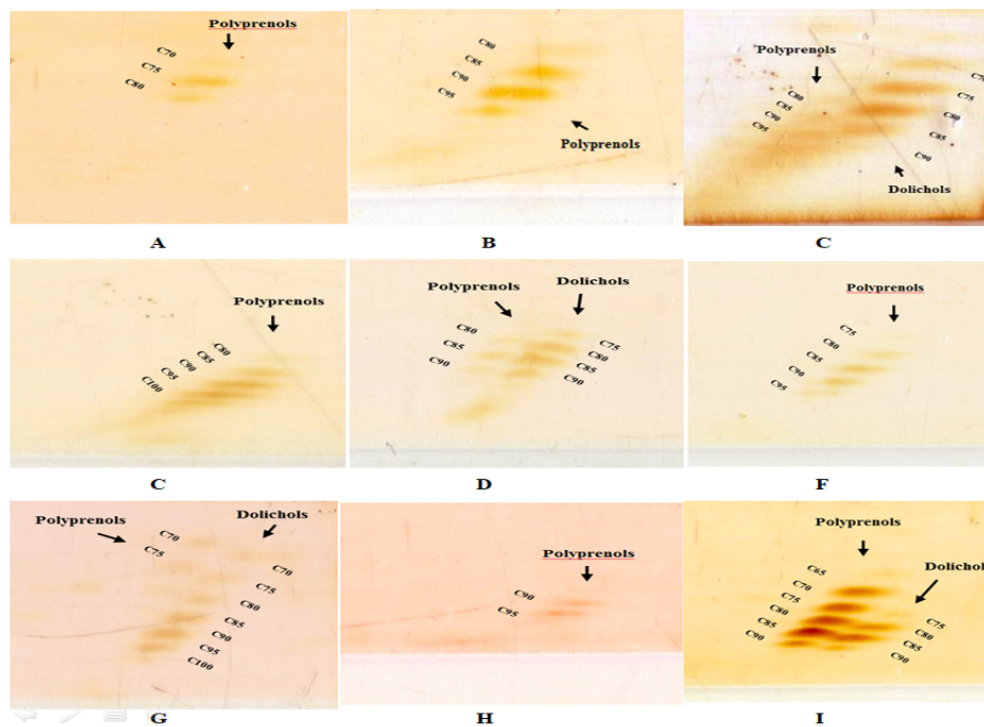 Polyprenols
C70
C75
C80
A
C80
C85
C90
C95
Polyprenols
B
Polyprenols
C80
C85
C90
C95
C75
C80
C85
C90
Dolichols
C
Polyprenols
C80
C85
C90
C95
C100
C
Polyprenols
Dolichols
C80
C85
C90
C75
C80
C85
C90
D
Polyprenols
C75
C80
C85
C90
C95
F
Polyprenols
Dolichols
C70
C75
C70
C75
C80
C85
C90
C95
C100
G
Polyprenols
C90
C95
H
Polyprenols
Dolichol
C65
C70
C75
C80
C85
C90
C75
C80
C85
C90
I